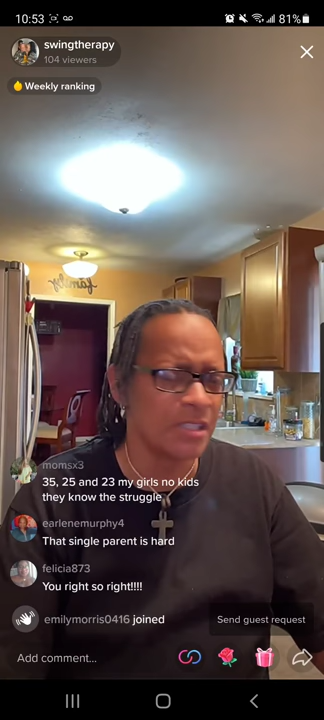 10:53
81%
swingtherapy
104 viewers
Weekly ranking
family
momsx3
35, 25 and 23 my girls no kids
they know the struggle
earlenemurphy4
That single parent is hard
felicia873
You right so right!!!!
emilymorris0416 joined
Send guest request
Add comment...